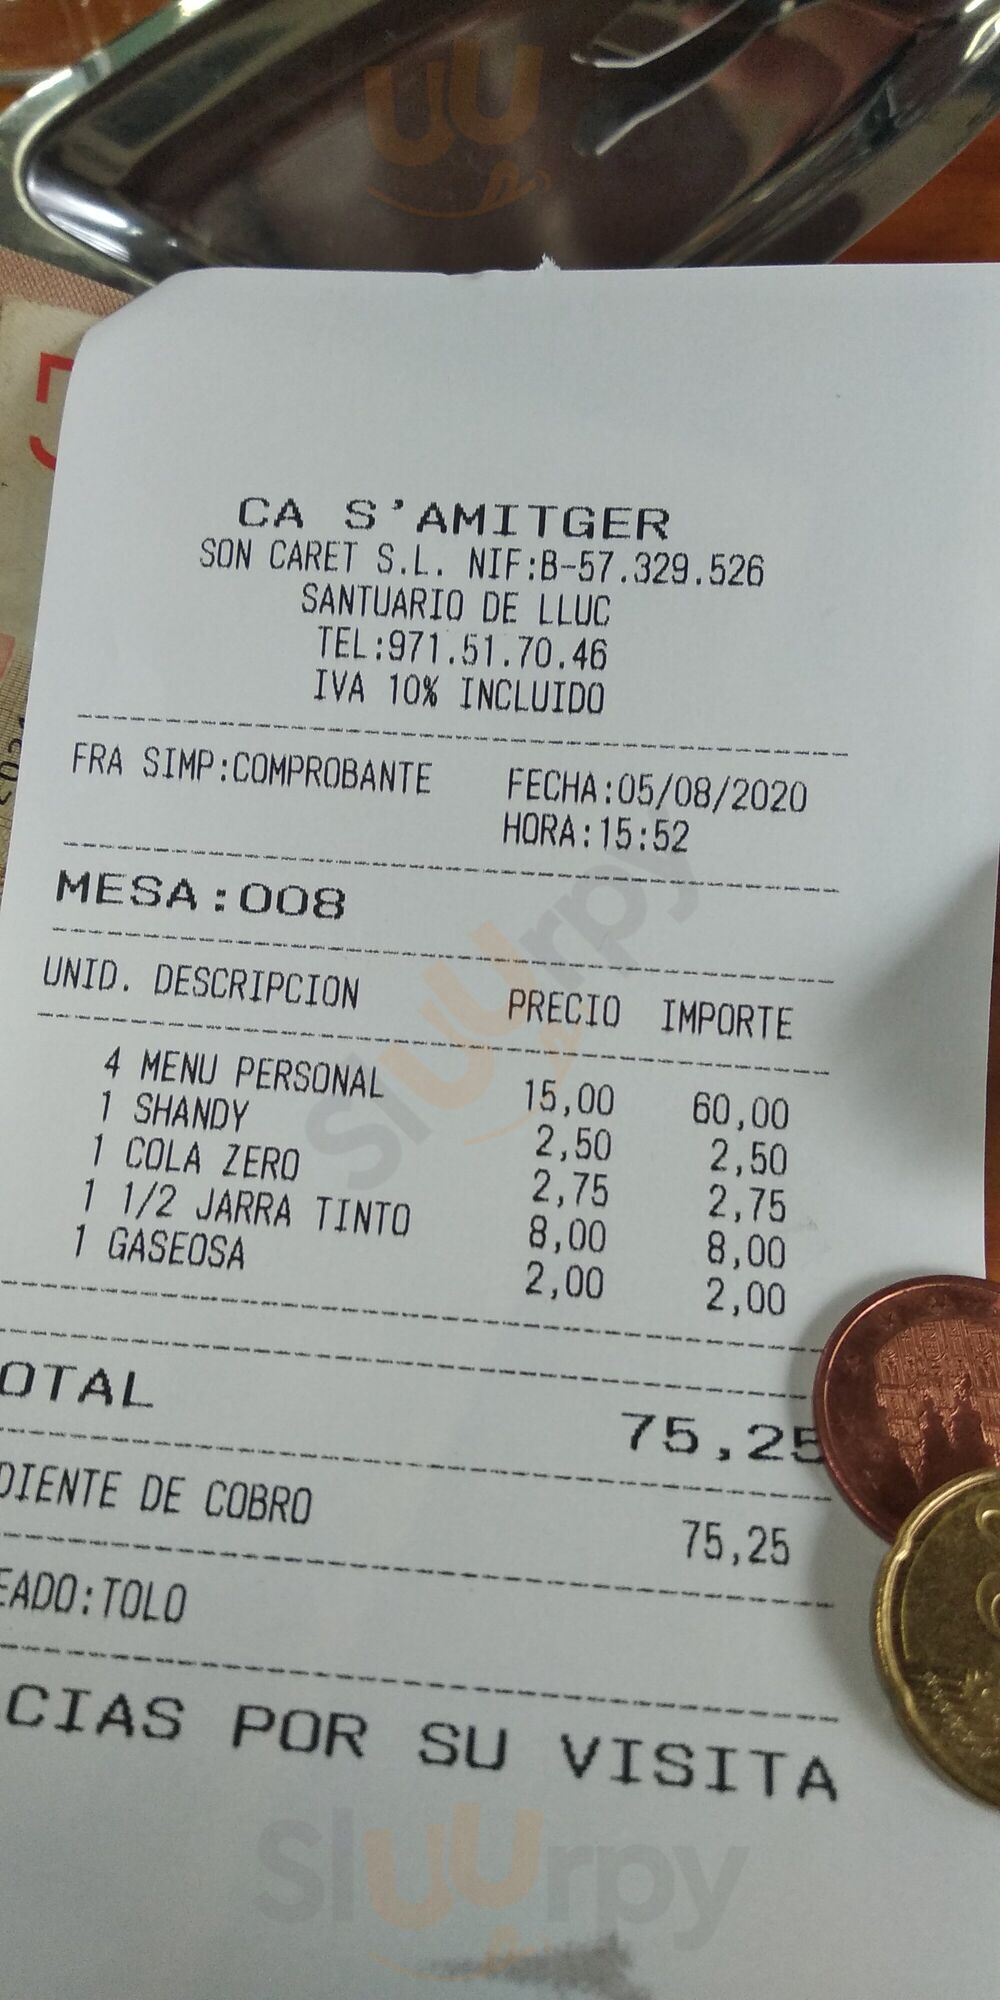 CA S'AMITGER
SON CARET S.L. NIF:B-57.329.526
SANTUARIO DE LLUC
TEL:971.51.70.46
IVA 10% INCLUIDO
FRA SIMP:COMPROBANTE FECHA:05/08/2020
HORA:15:52
MESA:008
UNID. DESCRIPCION PRECIO IMPORTE
4 MENU PERSONAL 15,00 60,00
1 SHANDY 2,50 2,50
1 COLA ZERO 2,75 2,75
1 1/2 JARRA TINTO 8,00 8,00
1 GASEOSA 2,00 2,00
OTAL 75,25
DIENTE DE COBRO 75,25
EADO:TOLO
CIAS POR SU VISITA
Slurpy
Slurpy